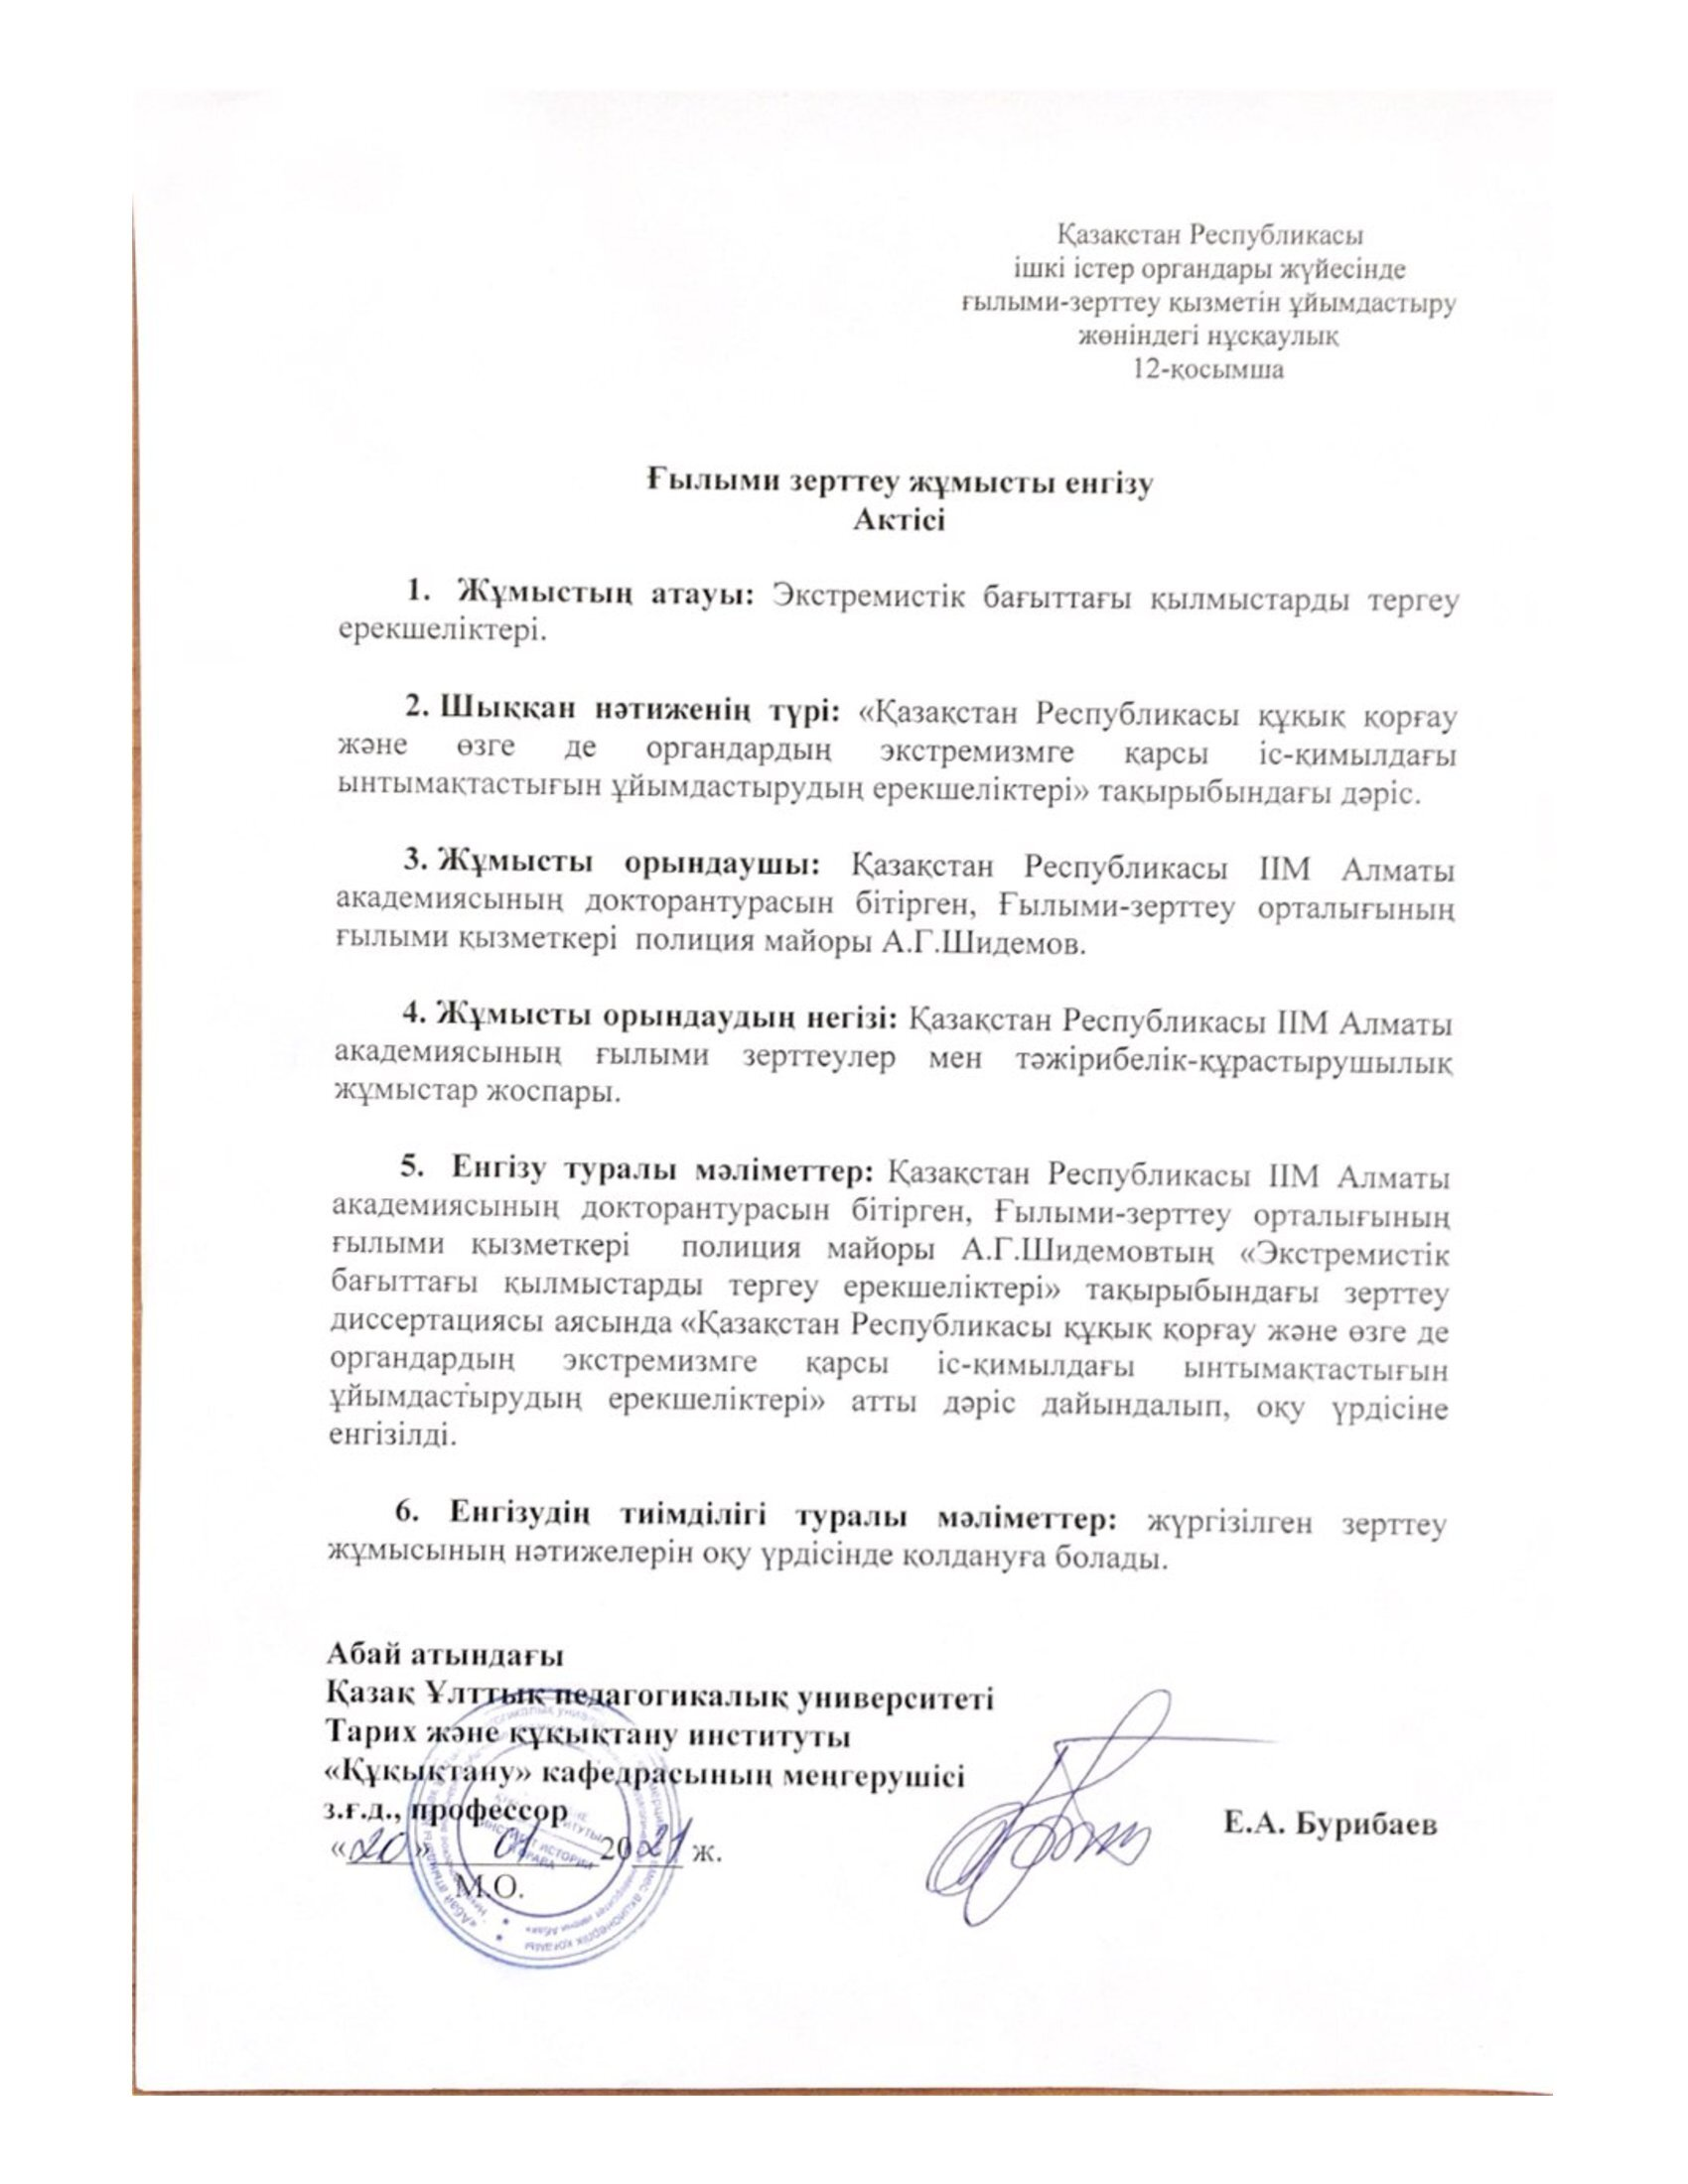 Қазақстан Республикасы
ішкі істер органдары жүйесінде
ғылыми-зерттеу қызметін ұйымдастыру
жөніндегі нұсқаулық
12-қосымша
Ғылыми зерттеу жұмысты енгізу
Актісі
1. Жұмыстың атауы: Экстремистік бағыттағы қылмыстарды тергеу
ерекшеліктері.
2. Шыққан нәтиженің түрі: «Қазақстан Республикасы құқық қорғау
және өзге де органдардың экстремизмге қарсы іс-қимылдағы
ынтымақтастығын ұйымдастырудың ерекшеліктері» тақырыбындағы дәріс.
3. Жұмысты орындаушы: Қазақстан Республикасы ІІМ Алматы
академиясының докторантурасын бітірген, Ғылыми-зерттеу орталығының
ғылыми қызметкері полиция майоры А.Г.Шидемов.
4. Жұмысты орындаудың негізі: Қазақстан Республикасы ІІМ Алматы
академиясының ғылыми зерттеулер мен тәжірибелік-құрастырушылық
жұмыстар жоспары.
5. Енгізу туралы мәліметтер: Қазақстан Республикасы ІІМ Алматы
академиясының докторантурасын бітірген, Ғылыми-зерттеу орталығының
ғылыми қызметкері полиция майоры А.Г.Шидемовтың «Экстремистік
бағыттағы қылмыстарды тергеу ерекшеліктері» тақырыбындағы зерттеу
диссертациясы аясында «Қазақстан Республикасы құқық қорғау және өзге де
органдардың экстремизмге қарсы іс-қимылдағы ынтымақтастығын
ұйымдастырудың ерекшеліктері» атты дәріс дайындалып, оқу үрдісіне
енгізілді.
6. Енгізудің тиімділігі туралы мәліметтер: жүргізілген зерттеу
жұмысының нәтижелерін оқу үрдісінде қолдануға болады.
Абай атындағы
Қазақ Ұлттық педагогикалық университеті
Тарих және құқықтану институты
«Құқықтану» кафедрасының меңгерушісі
з.ғ.д., профессор
Е.А. Бурибаев
«20» 01 2021 ж.
М.О.
ИНСТИТУТ ИСТОРИИ
И ПРАВА